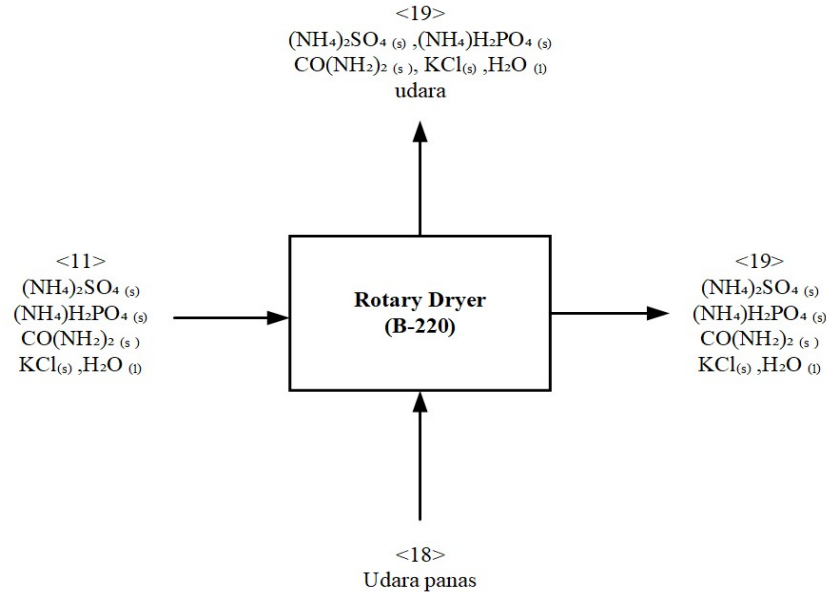 <19>
(NH₄)₂SO₄ (s) ,(NH₄)H₂PO₄ (s)
CO(NH₂)₂ (s ), KCl(s) ,H₂O (l)
udara
<11>
(NH₄)₂SO₄ (s)
(NH₄)H₂PO₄ (s)
CO(NH₂)₂ (s )
KCl(s) ,H₂O (l)
Rotary Dryer
(B-220)
<19>
(NH₄)₂SO₄ (s)
(NH₄)H₂PO₄ (s)
CO(NH₂)₂ (s )
KCl(s) ,H₂O (l)
<18>
Udara panas